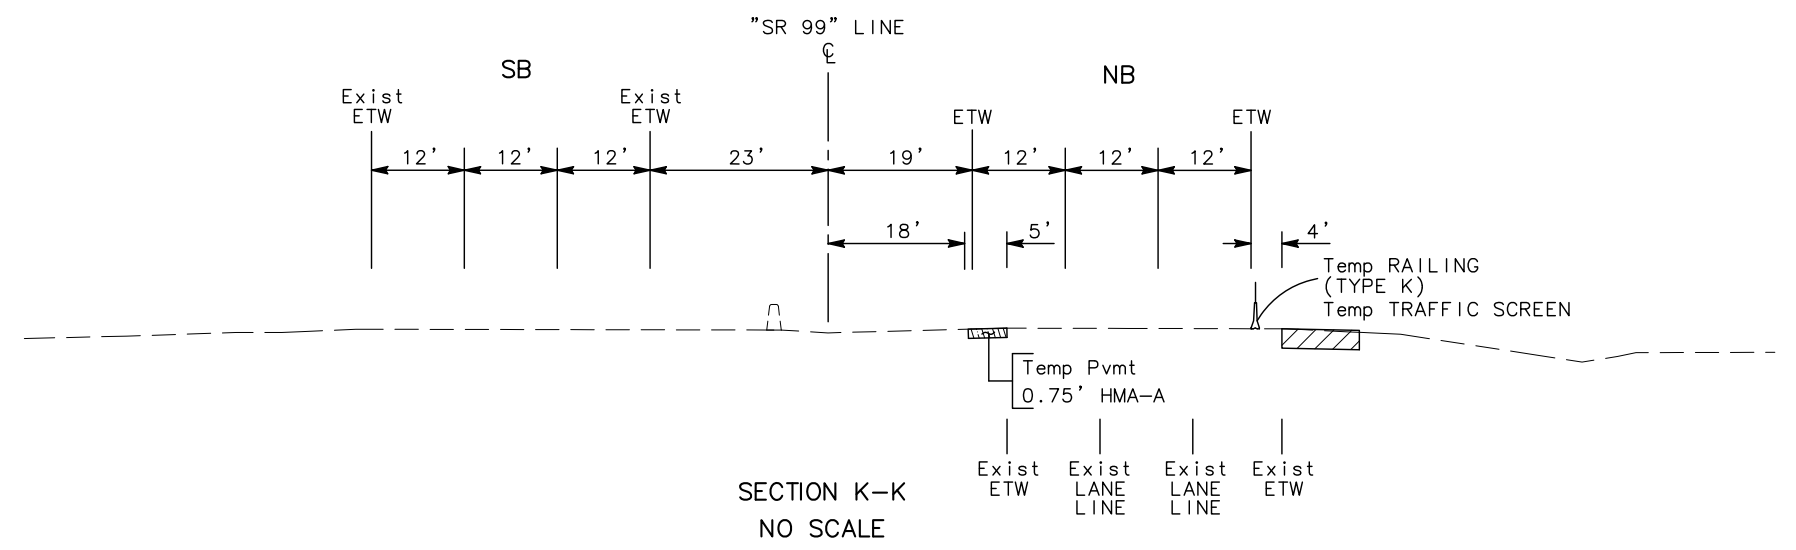 "SR 99" LINE
℄
SB
NB
Exist
ETW
Exist
ETW
ETW
ETW
12'
12'
12'
23'
19'
12'
12'
12'
18'
5'
4'
Temp RAILING
(TYPE K)
Temp TRAFFIC SCREEN
Temp Pvmt
0.75' HMA-A
Exist
ETW
Exist
LANE
LINE
Exist
LANE
LINE
Exist
ETW
SECTION K-K
NO SCALE